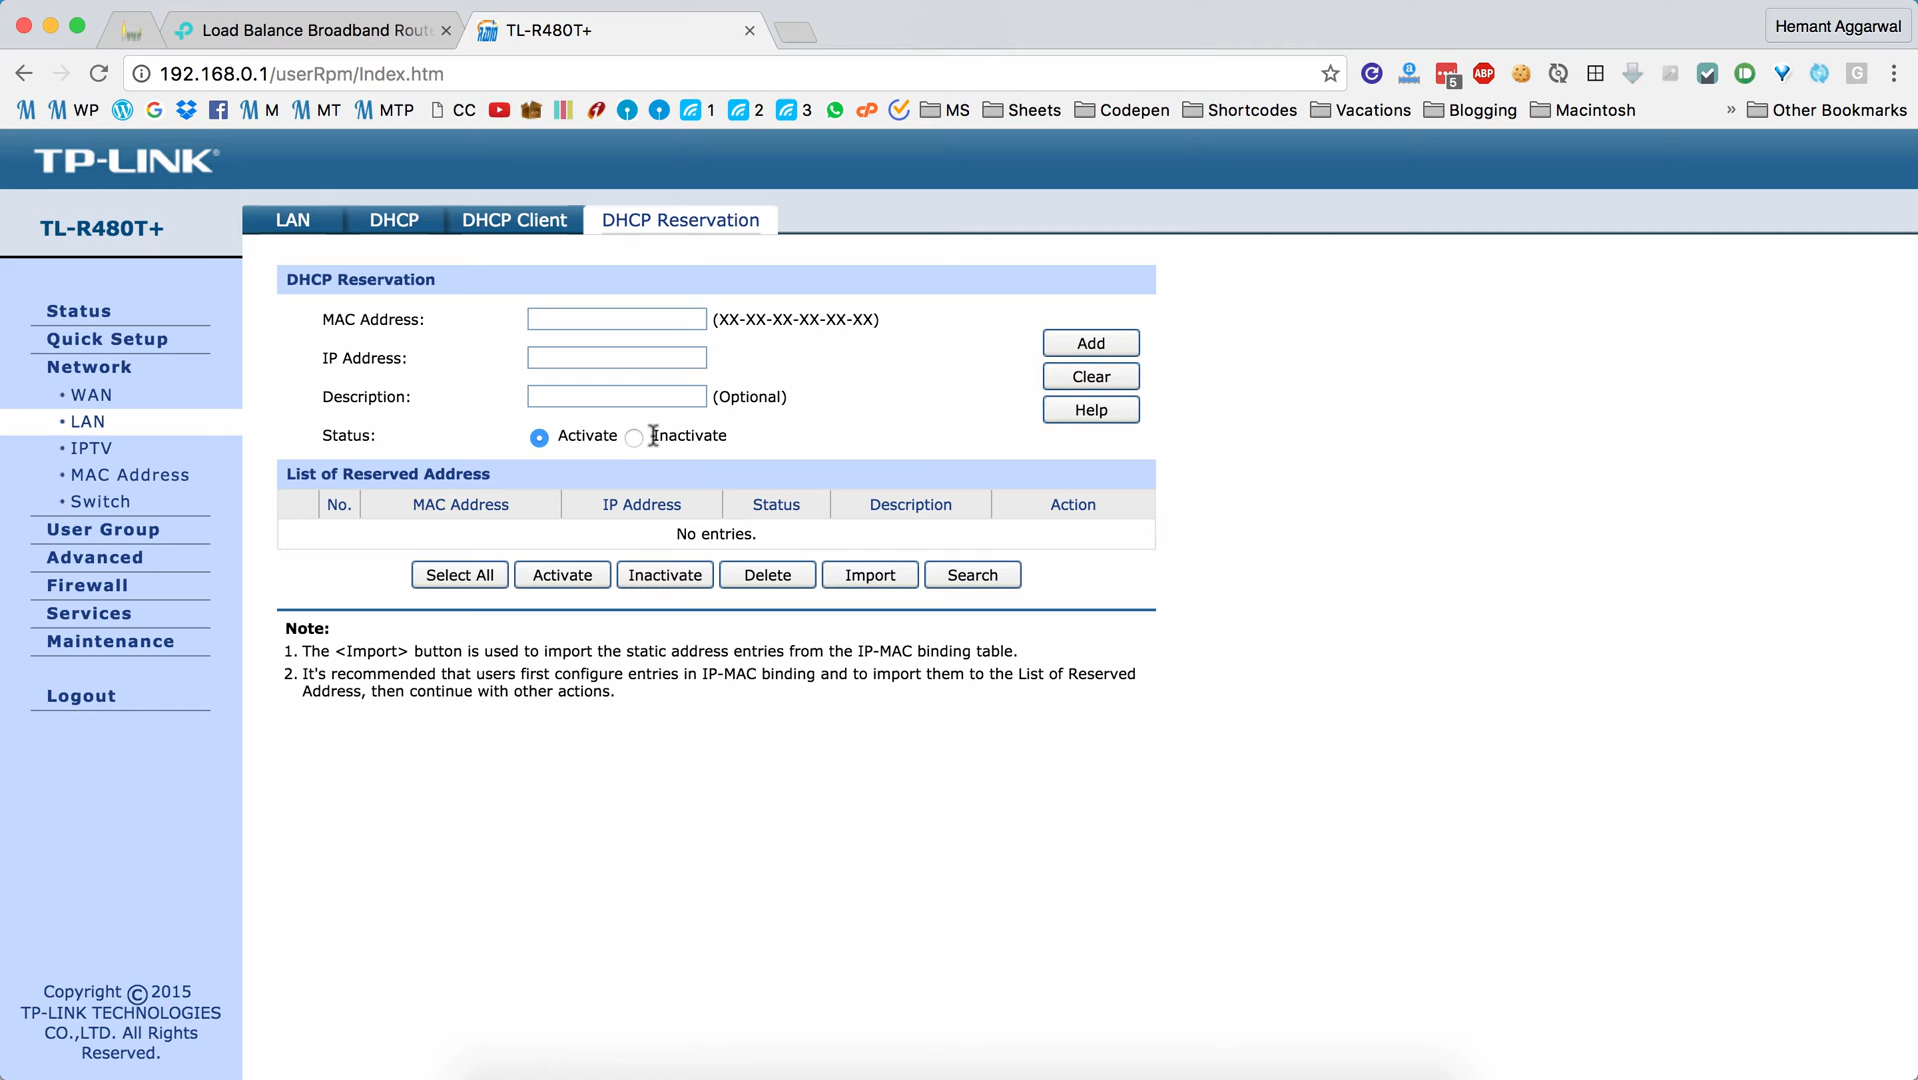 Load Balance Broadband Route
TL-R480T+
Hemant Aggarwal
192.168.0.1/userRpm/Index.htm
5
ABP
G
WP
M
MT
MTP
CC
1
2
3
MS
Sheets
Codepen
Shortcodes
Vacations
Blogging
Macintosh
»
Other Bookmarks
TP-LINK®
TL-R480T+
LAN
DHCP
DHCP Client
DHCP Reservation
Status
Quick Setup
Network
• WAN
• LAN
• IPTV
• MAC Address
• Switch
User Group
Advanced
Firewall
Services
Maintenance
Logout
Copyright ©2015
TP-LINK TECHNOLOGIES
CO.,LTD. All Rights
Reserved.
DHCP Reservation
MAC Address: (XX-XX-XX-XX-XX-XX)
IP Address:
Description: (Optional)
Status: Activate Inactivate
Add
Clear
Help
List of Reserved Address
No. MAC Address IP Address Status Description Action
No entries.
Select All Activate Inactivate Delete Import Search
Note:
1. The <Import> button is used to import the static address entries from the IP-MAC binding table.
2. It's recommended that users first configure entries in IP-MAC binding and to import them to the List of Reserved
Address, then continue with other actions.